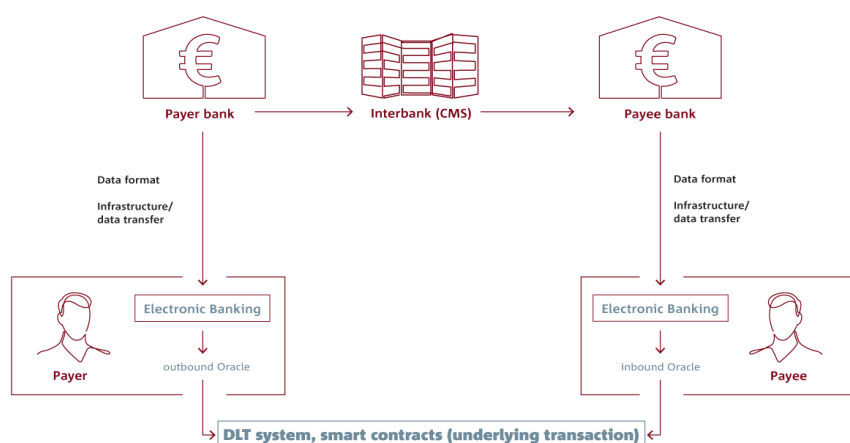 Payer bank
Interbank (CMS)
Payee bank
Data format
Infrastructure/
data transfer
Data format
Infrastructure/
data transfer
Electronic Banking
outbound Oracle
Payer
Electronic Banking
inbound Oracle
Payee
DLT system, smart contracts (underlying transaction)